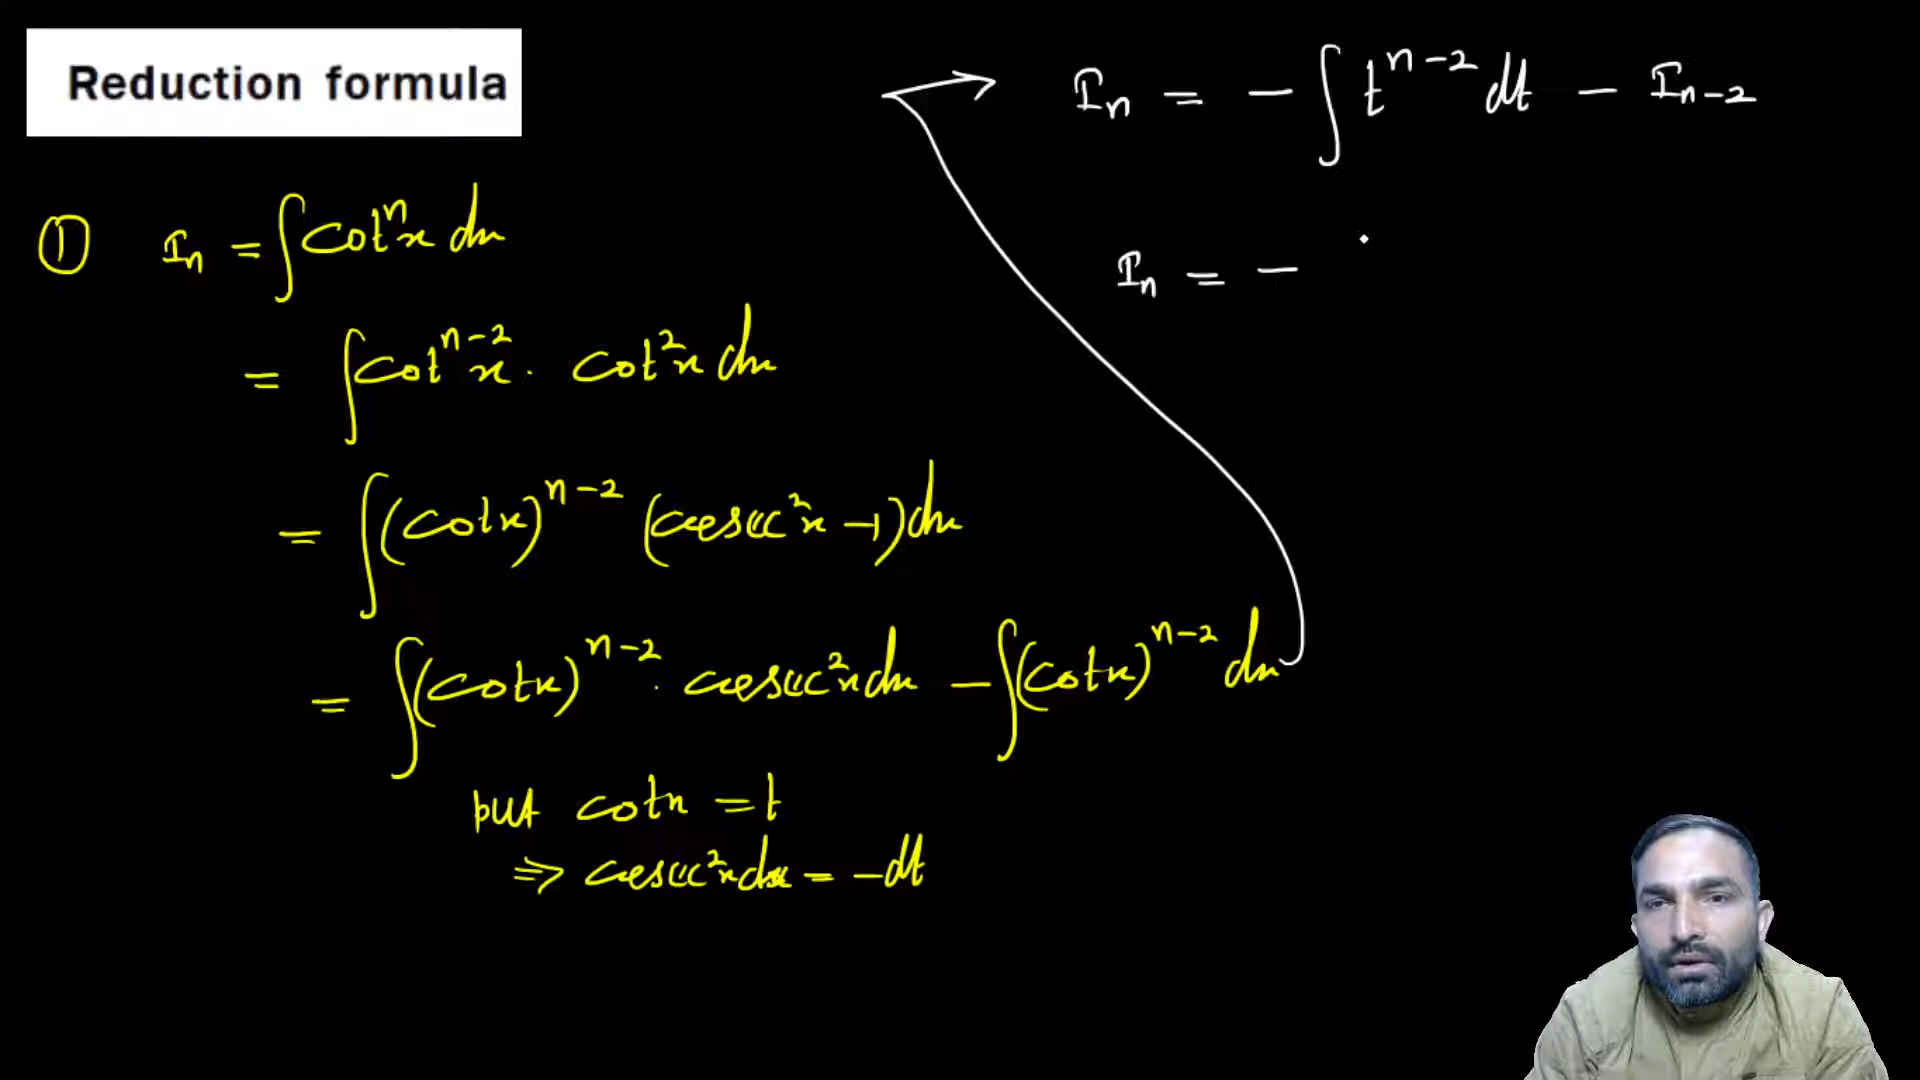 Reduction formula
① Iₙ = ∫cotⁿx dx
= ∫cotⁿ⁻²x · cot²x dx
= ∫(cotx)ⁿ⁻² (cosec²x −1)dx
= ∫(cotx)ⁿ⁻² · cosec²x dx − ∫(cotx)ⁿ⁻² dx
put cotx = t
⇒ cosec²x dx = −dt
Iₙ = − ∫tⁿ⁻² dt − Iₙ₋₂
Iₙ = −